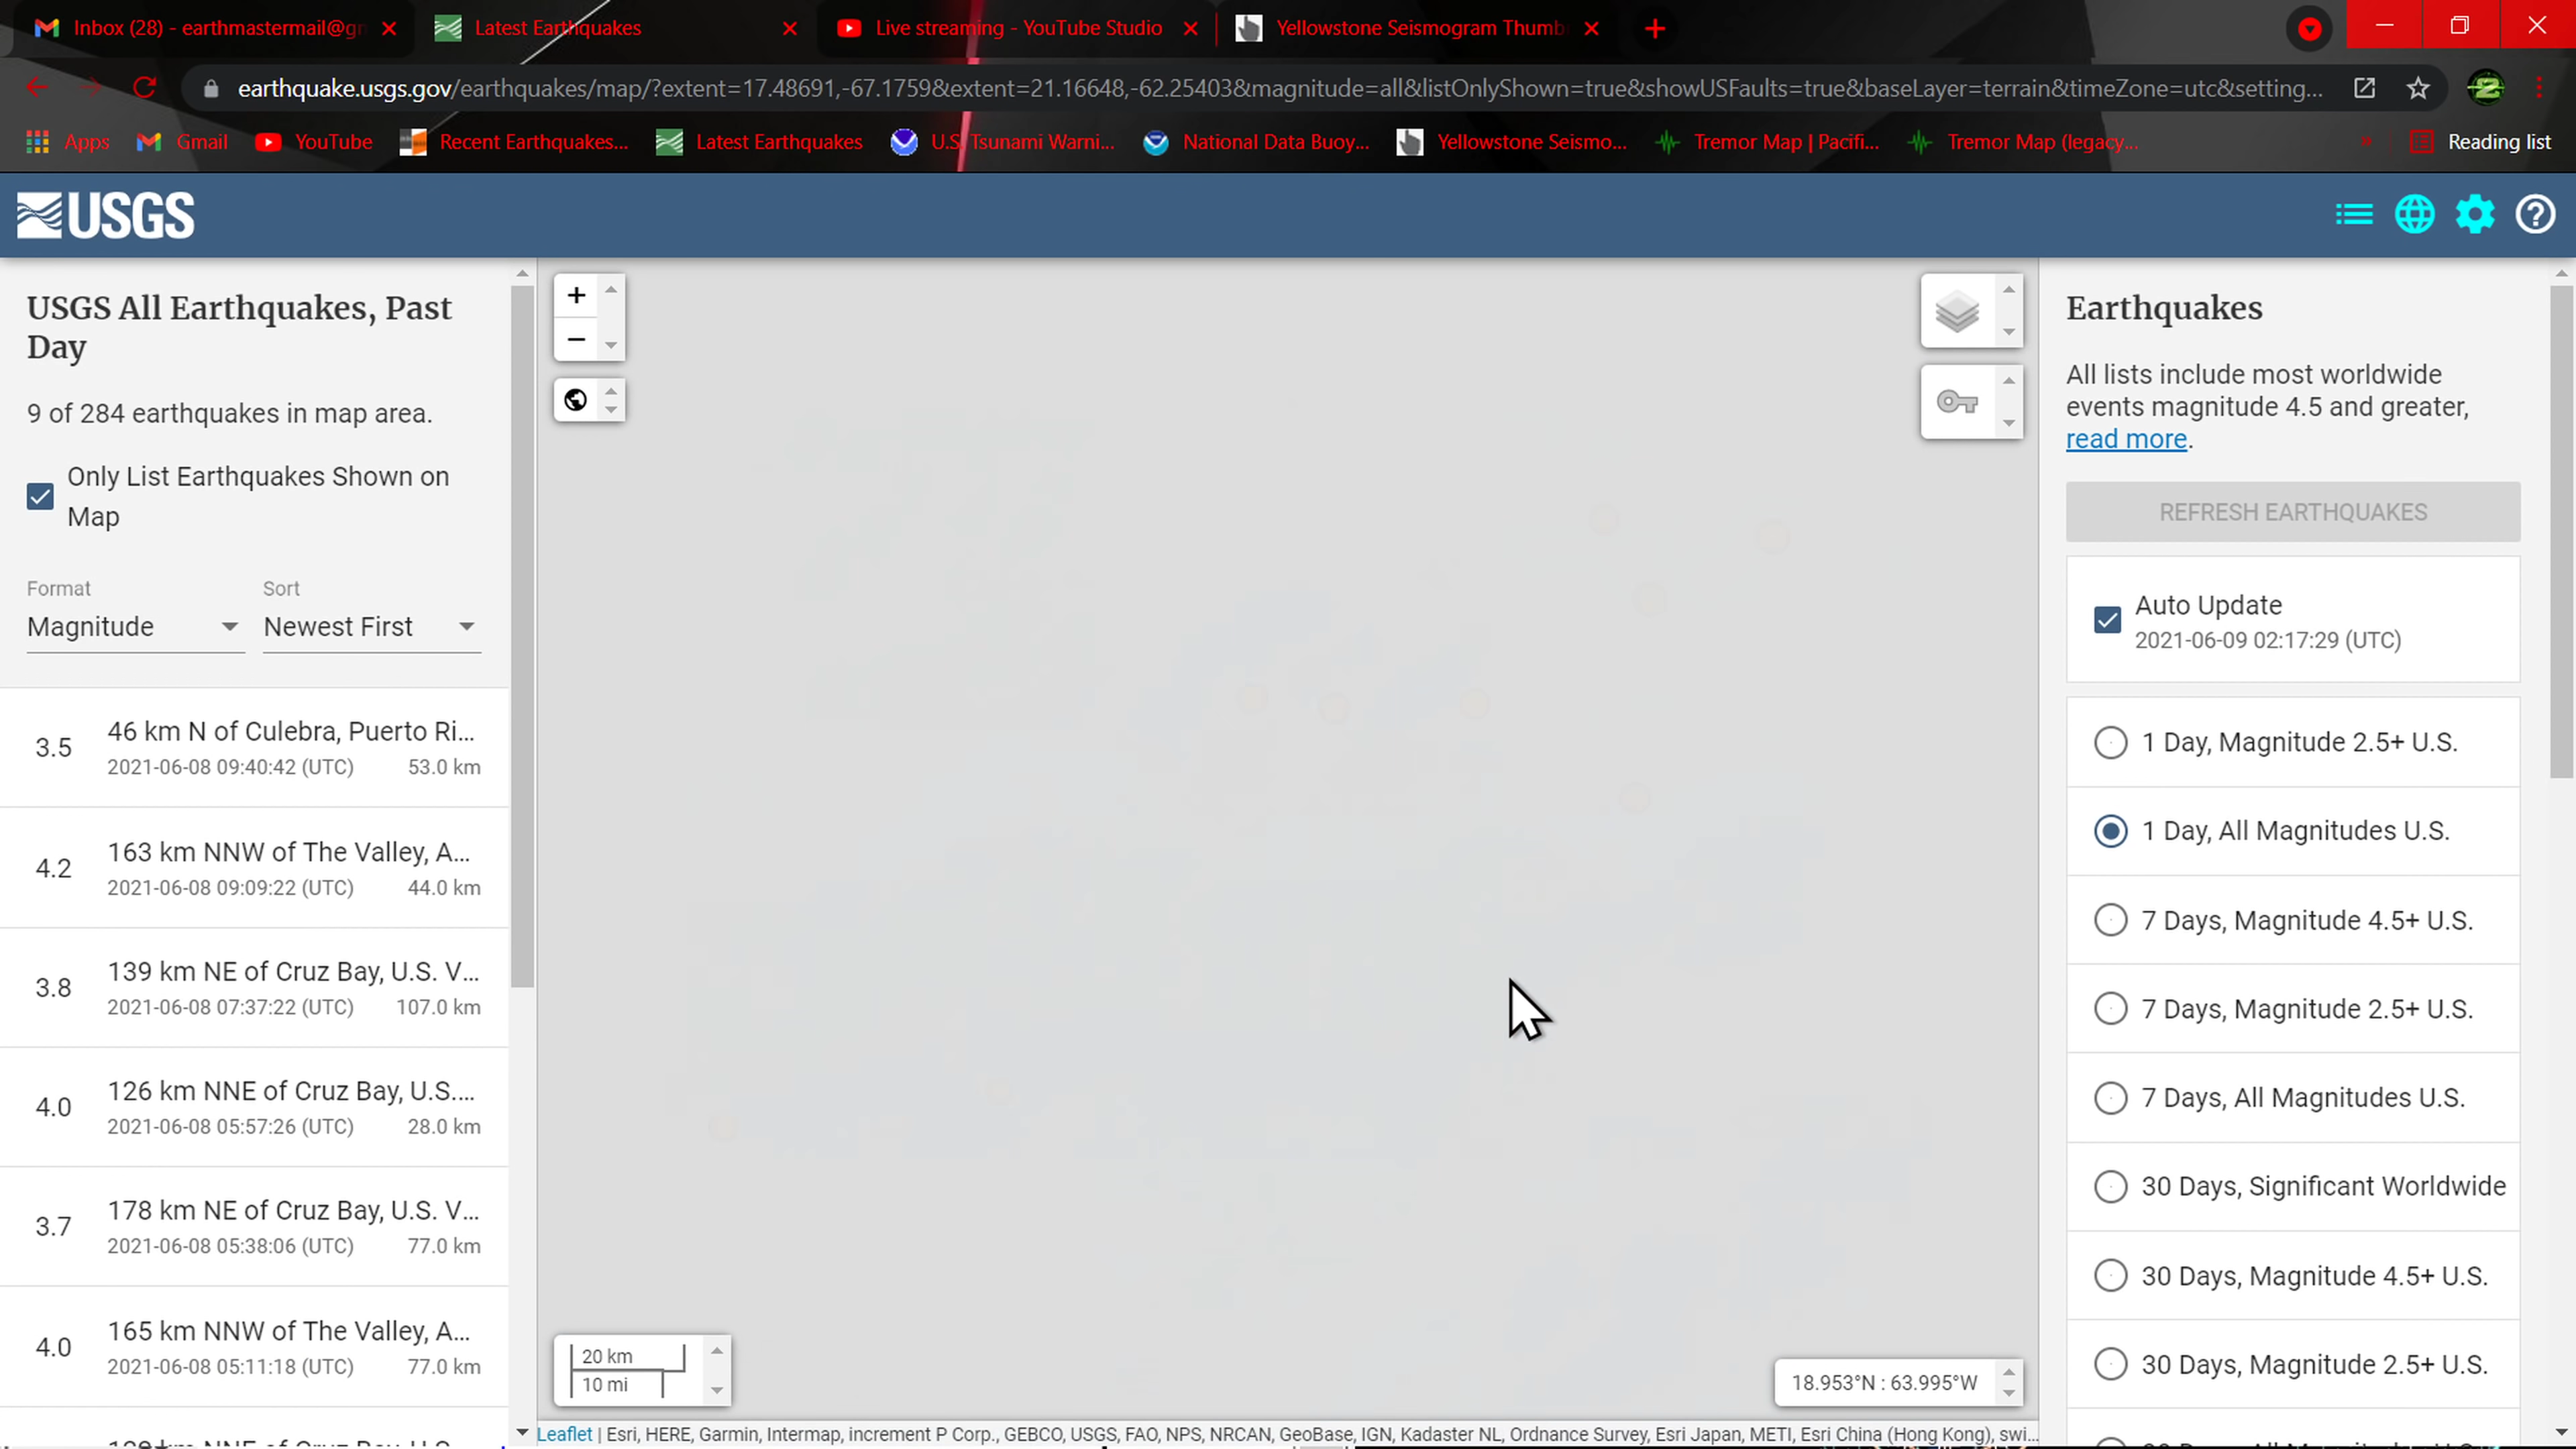 Inbox (28) - earthmastermail@gn
Latest Earthquakes
Live streaming - YouTube Studio
Yellowstone Seismogram Thumb
earthquake.usgs.gov/earthquakes/map/?extent=17.48691,-67.1759&extent=21.16648,-62.25403&magnitude=all&listOnlyShown=true&showUSFaults=true&baseLayer=terrain&timeZone=utc&setting...
Apps
Gmail
YouTube
Recent Earthquakes...
Latest Earthquakes
U.S. Tsunami Warni...
National Data Buoy...
Yellowstone Seismo...
Tremor Map | Pacifi...
Tremor Map (legacy...
»
Reading list
USGS
USGS All Earthquakes, Past
Day
9 of 284 earthquakes in map area.
Only List Earthquakes Shown on
Map
Format
Sort
Magnitude
Newest First
3.5
46 km N of Culebra, Puerto Ri...
2021-06-08 09:40:42 (UTC)
53.0 km
4.2
163 km NNW of The Valley, A...
2021-06-08 09:09:22 (UTC)
44.0 km
3.8
139 km NE of Cruz Bay, U.S. V...
2021-06-08 07:37:22 (UTC)
107.0 km
4.0
126 km NNE of Cruz Bay, U.S....
2021-06-08 05:57:26 (UTC)
28.0 km
3.7
178 km NE of Cruz Bay, U.S. V...
2021-06-08 05:38:06 (UTC)
77.0 km
4.0
165 km NNW of The Valley, A...
2021-06-08 05:11:18 (UTC)
77.0 km
+
−
20 km
10 mi
18.953°N : 63.995°W
Leaflet | Esri, HERE, Garmin, Intermap, increment P Corp., GEBCO, USGS, FAO, NPS, NRCAN, GeoBase, IGN, Kadaster NL, Ordnance Survey, Esri Japan, METI, Esri China (Hong Kong), swi...
Earthquakes
All lists include most worldwide
events magnitude 4.5 and greater,
read more.
REFRESH EARTHQUAKES
Auto Update
2021-06-09 02:17:29 (UTC)
1 Day, Magnitude 2.5+ U.S.
1 Day, All Magnitudes U.S.
7 Days, Magnitude 4.5+ U.S.
7 Days, Magnitude 2.5+ U.S.
7 Days, All Magnitudes U.S.
30 Days, Significant Worldwide
30 Days, Magnitude 4.5+ U.S.
30 Days, Magnitude 2.5+ U.S.